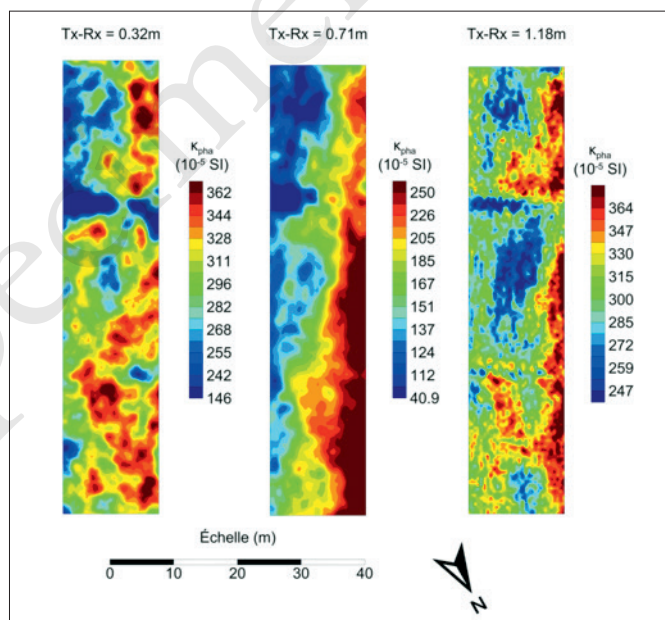 Tx-Rx = 0.32m
Tx-Rx = 0.71m
Tx-Rx = 1.18m
κpha
(10-5 SI)
362
344
328
311
296
282
268
255
242
146
κpha
(10-5 SI)
250
226
205
185
167
151
137
124
112
40.9
κpha
(10-5 SI)
364
347
330
315
300
285
272
259
247
Échelle (m)
0 10 20 30 40
N